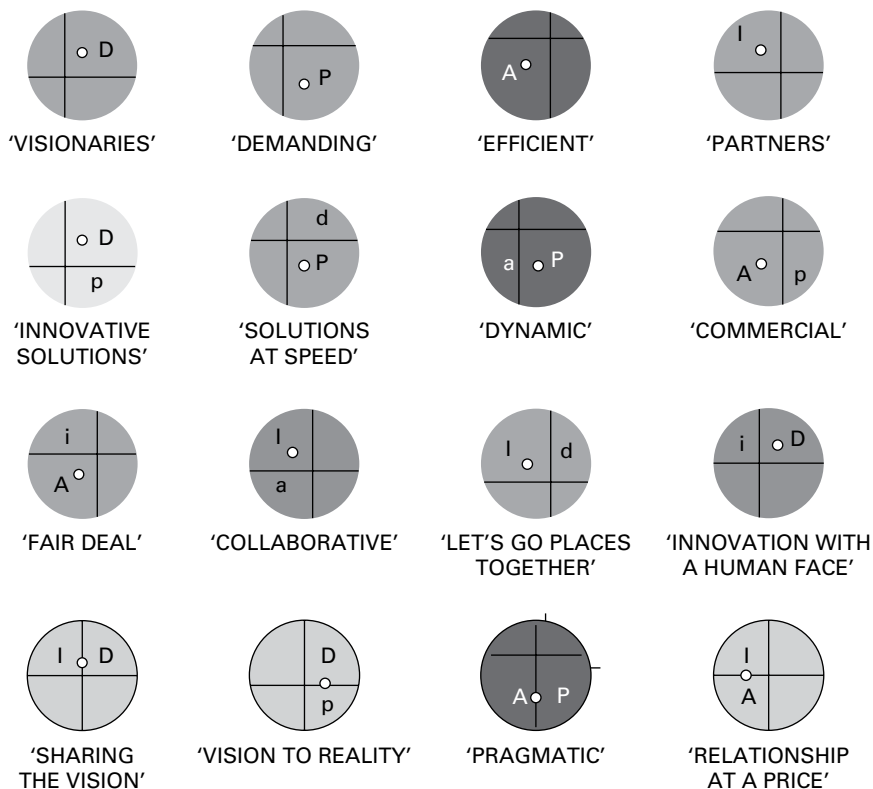 D
P
A
I
‘VISIONARIES’
‘DEMANDING’
‘EFFICIENT’
‘PARTNERS’
D
p
d
P
a P
A p
‘INNOVATIVE
SOLUTIONS’
‘SOLUTIONS
AT SPEED’
‘DYNAMIC’
‘COMMERCIAL’
i
A
I
a
I d
i D
‘FAIR DEAL’
‘COLLABORATIVE’
‘LET’S GO PLACES
TOGETHER’
‘INNOVATION WITH
A HUMAN FACE’
I D
D
p
A P
I
A
‘SHARING
THE VISION’
‘VISION TO REALITY’
‘PRAGMATIC’
‘RELATIONSHIP
AT A PRICE’